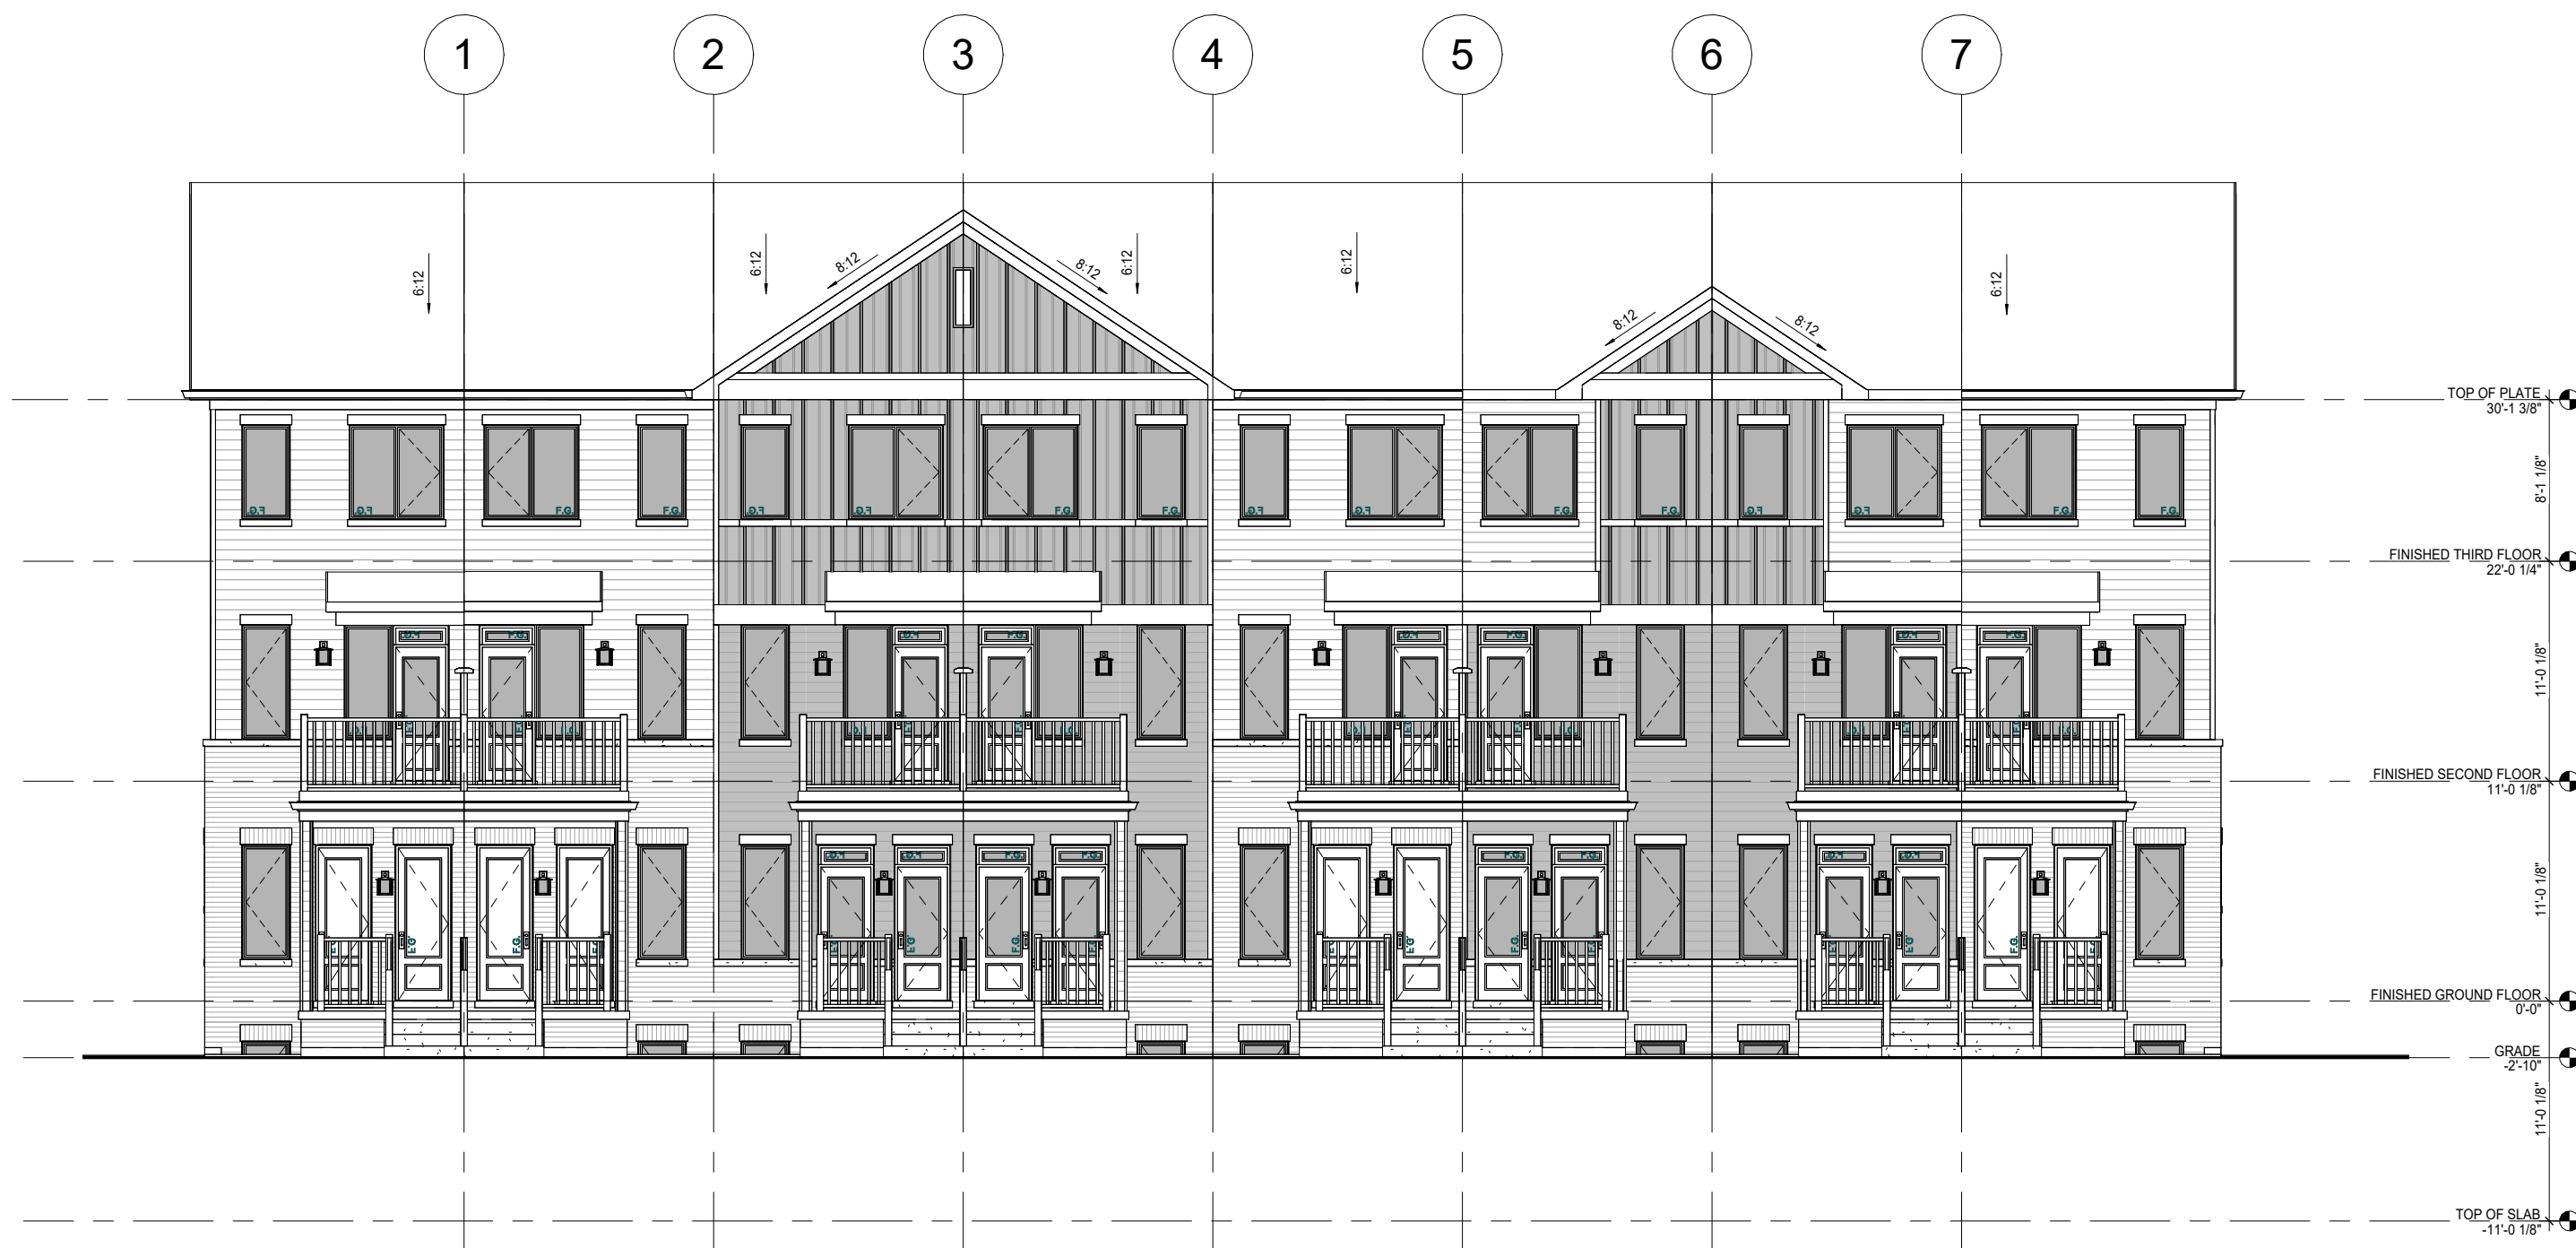 1 2 3 4 5 6 7
6:12 6:12 8:12 8:12 6:12 6:12 8:12 8:12 6:12
TOP OF PLATE
30'-1 3/8"
8'-1 1/8"
F.G. F.G. F.G. F.G. F.G. F.G. F.G. F.G. F.G. F.G. F.G. F.G. F.G. F.G. F.G. F.G.
FINISHED THIRD FLOOR
22'-0 1/4"
F.G. F.G. F.G. F.G. F.G. F.G. F.G. F.G.
11'-0 1/8"
F.G. F.G. F.G. F.G. F.G. F.G. F.G. F.G.
FINISHED SECOND FLOOR
11'-0 1/8"
F.G. F.G. F.G. F.G. F.G. F.G. F.G. F.G.
11'-0 1/8"
F.G. F.G. F.G. F.G. F.G. F.G. F.G. F.G.
FINISHED GROUND FLOOR
0'-0"
GRADE
-2'-10"
11'-0 1/8"
TOP OF SLAB
-11'-0 1/8"